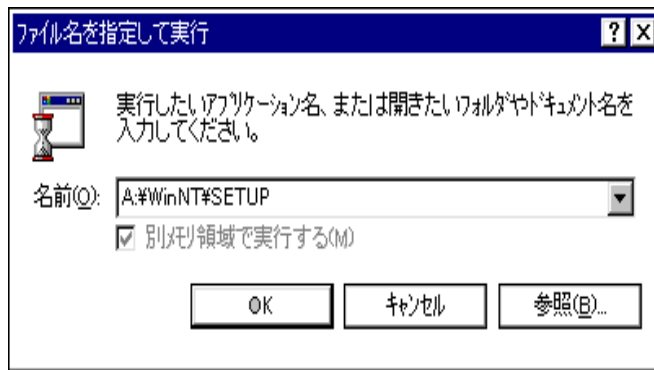 ファイル名を指定して実行
実行したいアプリケーション名、または開きたいフォルダやドキュメント名を
入力してください。
名前(O): A:¥WinNT¥SETUP
別メモリ領域で実行する(M)
OK キャンセル 参照(B)...